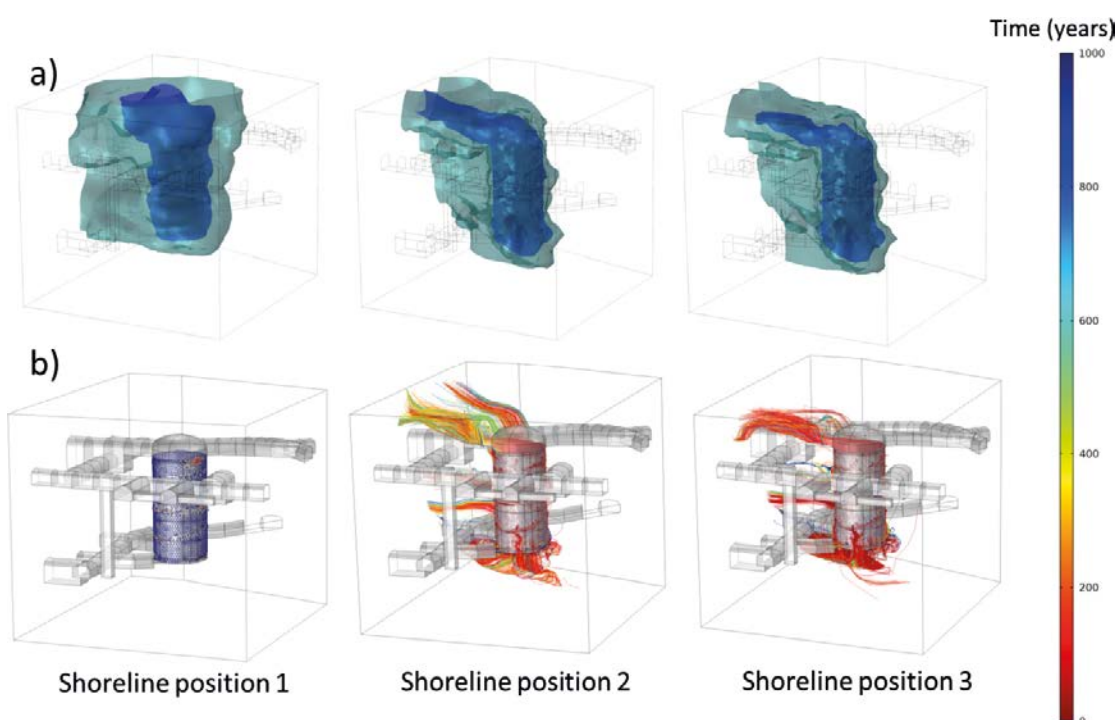 Time (years)
a)
1000
800
600
b)
400
200
0
Shoreline position 1
Shoreline position 2
Shoreline position 3